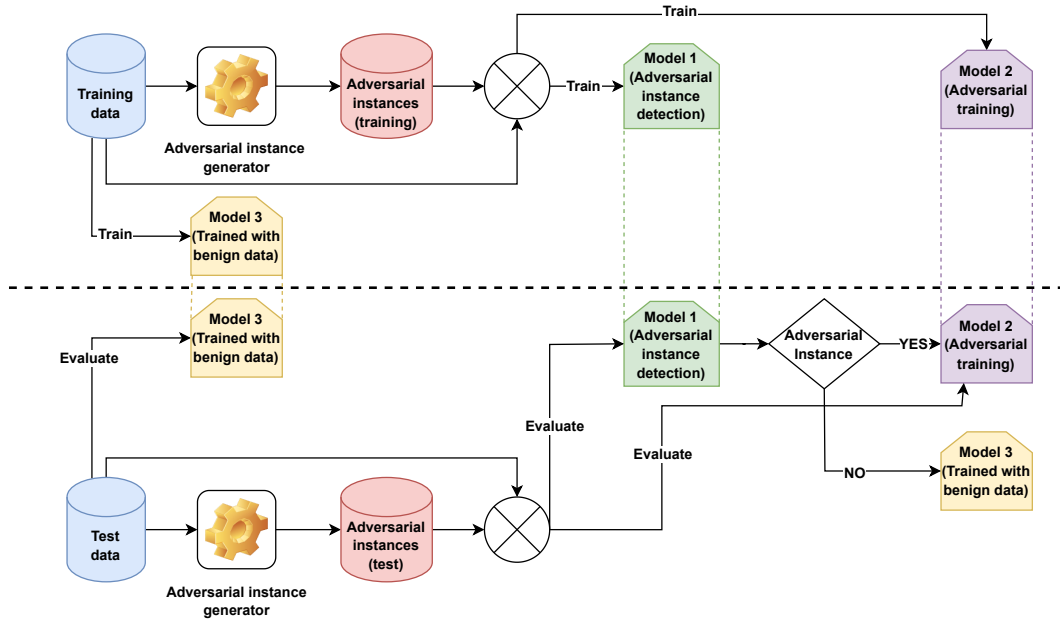 Train
Training
data
Adversarial instance
generator
Adversarial
instances
(training)
Train
Model 1
(Adversarial
instance
detection)
Model 2
(Adversarial
training)
Train
Model 3
(Trained with
benign data)
Model 3
(Trained with
benign data)
Evaluate
Model 1
(Adversarial
instance
detection)
Adversarial
Instance
YES
Model 2
(Adversarial
training)
Evaluate
Evaluate
NO
Model 3
(Trained with
benign data)
Test
data
Adversarial instance
generator
Adversarial
instances
(test)